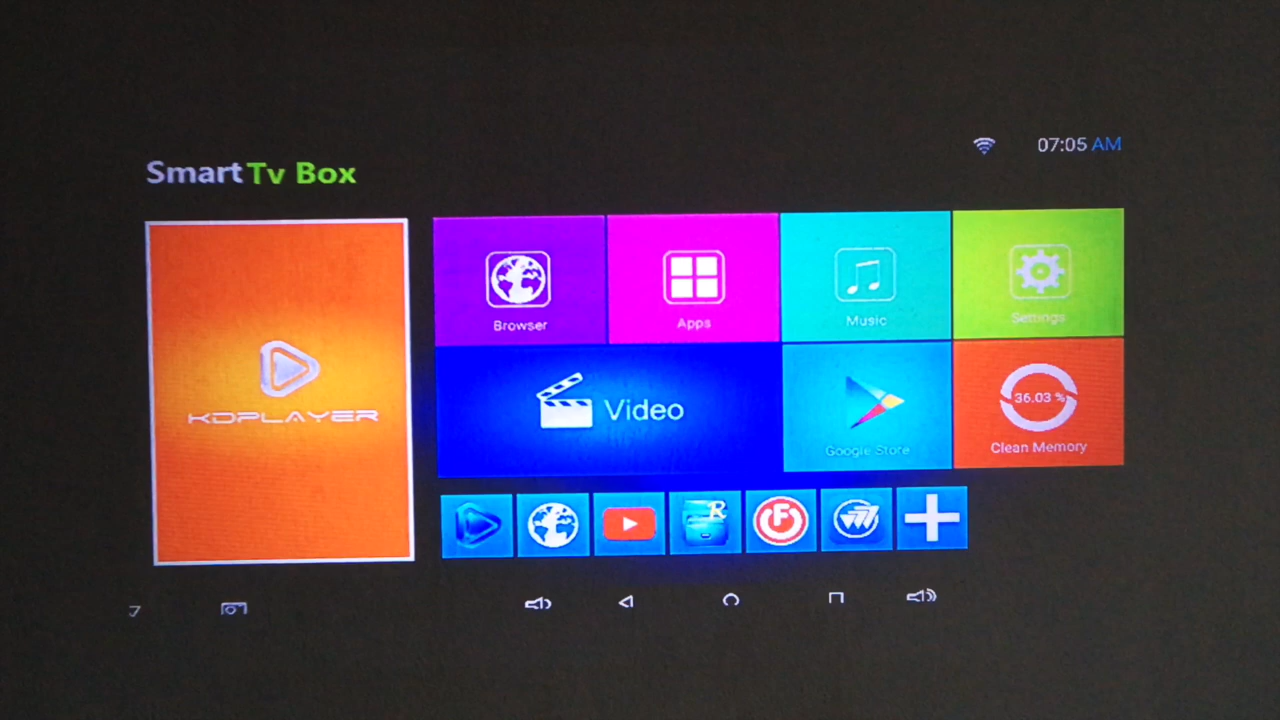 07:05 AM
Smart Tv Box
Browser
Apps
Music
Settings
KDPLAYER
Video
Google Store
36.03 %
Clean Memory
R
F